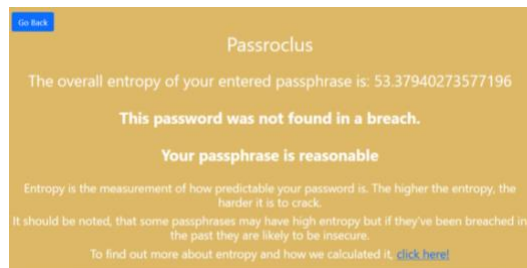 Go Back
Passroclus
The overall entropy of your entered passphrase is: 53.37940273577196
This password was not found in a breach.
Your passphrase is reasonable
Entropy is the measurement of how predictable your password is. The higher the entropy, the
harder it is to crack.
It should be noted, that some passphrases may have high entropy but if they've been breached in
the past they are likely to be insecure.
To find out more about entropy and how we calculated it, click here!